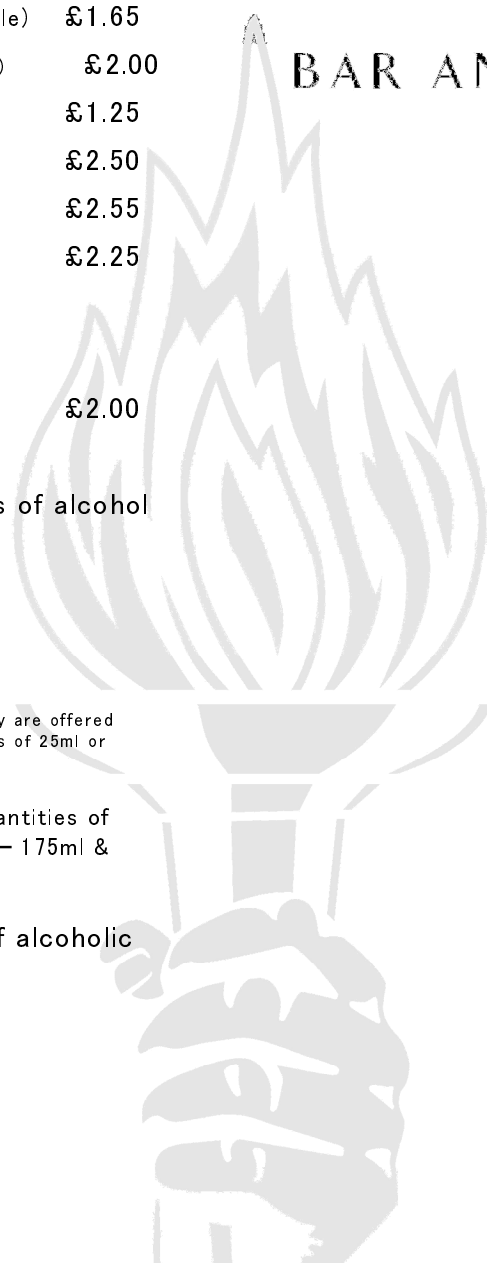 le) £1.65
BAR AN
) £2.00
£1.25
£2.50
£2.55
£2.25
£2.00
s of alcohol
y are offered
s of 25ml or
antities of
– 175ml &
f alcoholic